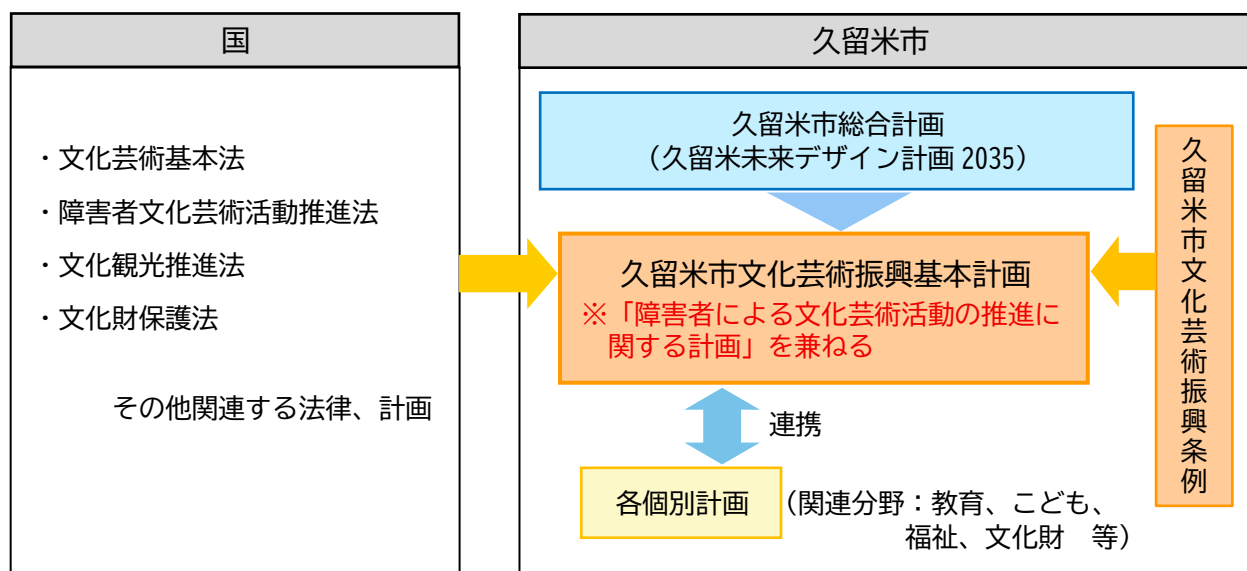 国
・文化芸術基本法
・障害者文化芸術活動推進法
・文化観光推進法
・文化財保護法
その他関連する法律、計画
久留米市
久留米市総合計画
（久留米未来デザイン計画 2035）
久留米市文化芸術振興基本計画
※「障害者による文化芸術活動の推進に
関する計画」を兼ねる
連携
各個別計画
（関連分野：教育、こども、
福祉、文化財　等）
久留米市文化芸術振興条例